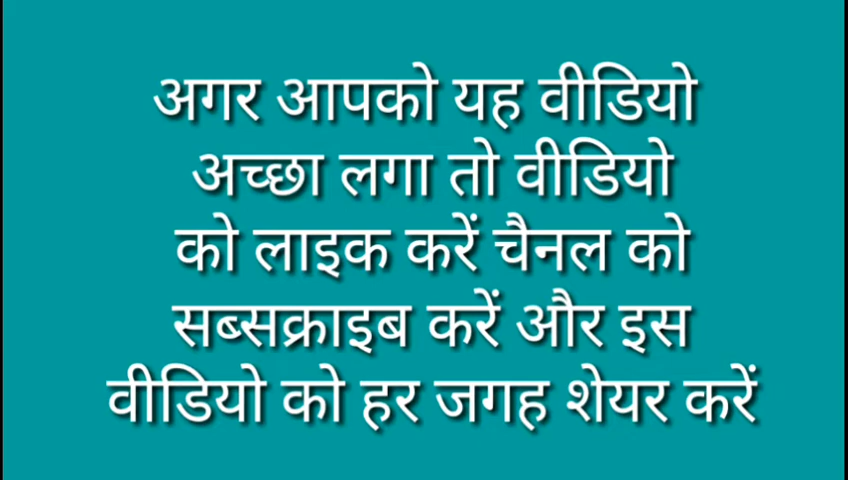 अगर आपको यह वीडियो
अच्छा लगा तो वीडियो
को लाइक करें चैनल को
सब्सक्राइब करें और इस
वीडियो को हर जगह शेयर करें